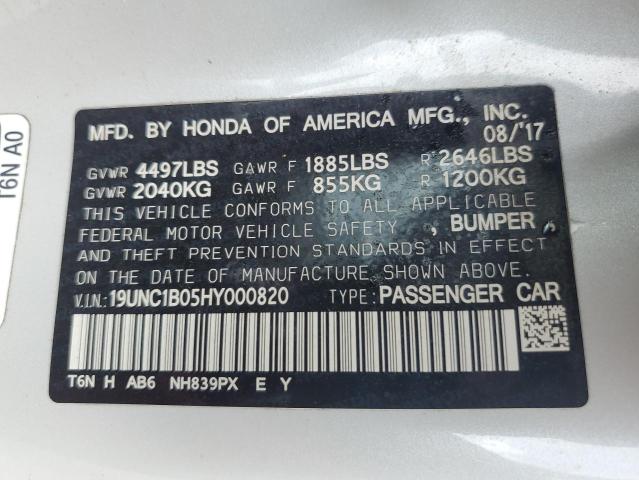 T6N A0
MFD. BY HONDA OF AMERICA MFG., INC.
08/'17
GVWR 4497LBS GAWR F 1885LBS R 2646LBS
GVWR 2040KG GAWR F 855KG R 1200KG
THIS VEHICLE CONFORMS TO ALL APPLICABLE
FEDERAL MOTOR VEHICLE SAFETY , BUMPER ,
AND THEFT PREVENTION STANDARDS IN EFFECT
ON THE DATE OF MANUFACTURE SHOWN ABOVE.
V.I.N: 19UNC1B05HY000820 TYPE: PASSENGER CAR
T6N H AB6 NH839PX E Y